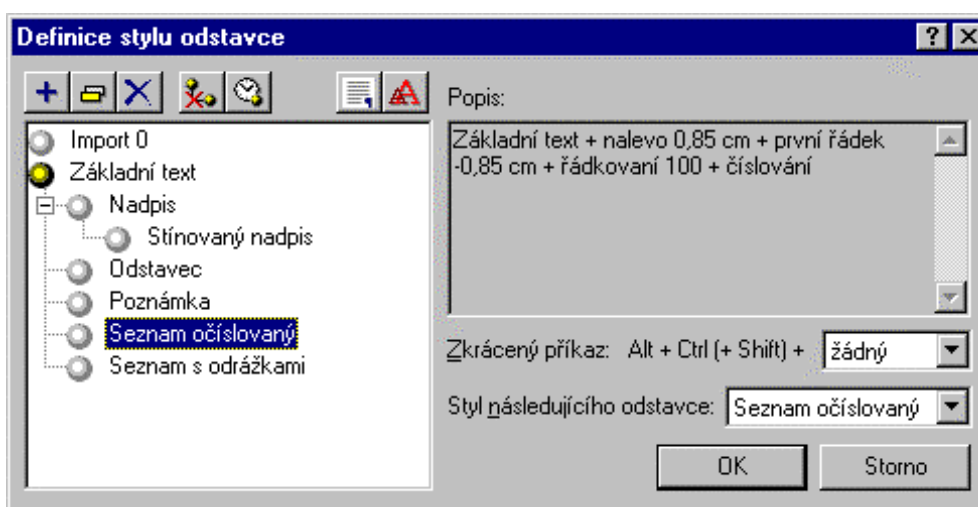 Definice stylu odstavce
Popis:
Import 0
Základní text
Nadpis
Stínovaný nadpis
Odstavec
Poznámka
Seznam očíslovaný
Seznam s odrážkami
Základní text + nalevo 0,85 cm + první řádek
-0,85 cm + řádkovaní 100 + číslování
Zkrácený příkaz: Alt + Ctrl (+ Shift) + žádný
Styl následujícího odstavce: Seznam očíslovaný
OK Storno